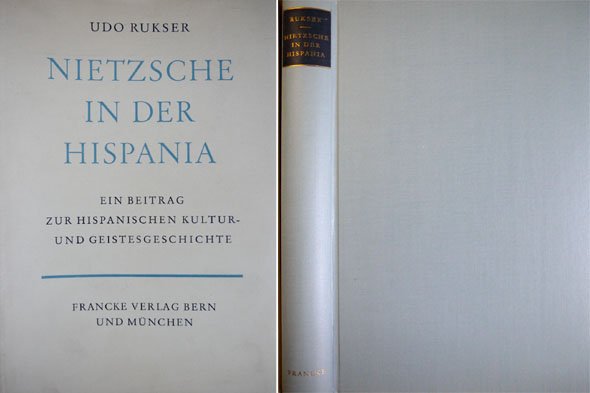 UDO RUKSER
NIETZSCHE
IN DER
HISPANIA
EIN BEITRAG
ZUR HISPANISCHEN KULTUR-
UND GEISTESGESCHICHTE
FRANCKE VERLAG BERN
UND MÜNCHEN
RUKSER
NIETZSCHE
IN DER
HISPANIA
FRANCKE